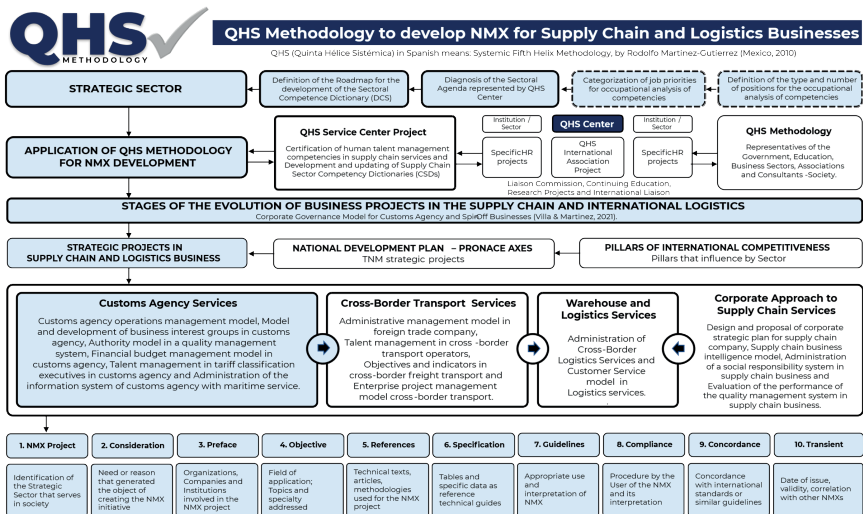 QHS
METHODOLOGY
QHS Methodology to develop NMX for Supply Chain and Logistics Businesses
QHS (Quinta Hélice Sistémica) in Spanish means: Systemic Fifth Helix Methodology, by Rodolfo Martinez-Gutierrez (Mexico, 2010)
STRATEGIC SECTOR
Definition of the Roadmap for the
development of the Sectoral
Competence Dictionary (DCS)
Diagnosis of the Sectoral
Agenda represented by QHS
Center
Categorization of job priorities
for occupational analysis of
competencies
Definition of the type and number
of positions for the occupational
analysis of competencies
APPLICATION OF QHS METHODOLOGY
FOR NMX DEVELOPMENT
QHS Service Center Project
Certification of human talent management
competencies in supply chain services and
Development and updating of Supply Chain
Sector Competency Dictionaries (CSDs)
Institution /
Sector
SpecificHR
projects
QHS Center
QHS
International
Association
Project
Institution /
Sector
SpecificHR
projects
Liaison Commission, Continuing Education,
Research Projects and International Liaison
QHS Methodology
Representatives of the
Government, Education,
Business Sectors, Associations
and Consultants -Society.
STAGES OF THE EVOLUTION OF BUSINESS PROJECTS IN THE SUPPLY CHAIN AND INTERNATIONAL LOGISTICS
Corporate Governance Model for Customs Agency and Spin-Off Businesses (Villa & Martinez, 2021).
STRATEGIC PROJECTS IN
SUPPLY CHAIN AND LOGISTICS BUSINESS
NATIONAL DEVELOPMENT PLAN – PRONACE AXES
TNM strategic projects
PILLARS OF INTERNATIONAL COMPETITIVENESS
Pillars that influence by Sector
Customs Agency Services
Customs agency operations management model, Model
and development of business interest groups in customs
agency, Authority model in a quality management
system, Financial budget management model in
customs agency, Talent management in tariff classification
executives in customs agency and Administration of the
information system of customs agency with maritime service.
Cross-Border Transport Services
Administrative management model in
foreign trade company,
Talent management in cross -border
transport operators,
Objectives and indicators in
cross-border freight transport and
Enterprise project management
model cross-border transport.
Warehouse and
Logistics Services
Administration of
Cross-Border
Logistics Services and
Customer Service
model in
Logistics services.
.
Corporate Approach to
Supply Chain Services
Design and proposal of corporate
strategic plan for supply chain
company, Supply chain business
intelligence model, Administration
of a social responsibility system in
supply chain business and
Evaluation of the performance of
the quality management system in
supply chain business.
1. NMX Project
2. Consideration
3. Preface
4. Objective
5. References
6. Specification
7. Guidelines
8. Compliance
9. Concordance
10. Transient
Identification of
the Strategic
Sector that serves
in society
Need or reason
that generated
the object of
creating the NMX
initiative
Organizations,
Companies and
Institutions
involved in the
NMX project
Field of
application;
Topics and
specialty
addressed
Technical texts,
articles,
methodologies
used for the NMX
project
Tables and
specific data as
reference
technical guides
Appropriate use
and
interpretation of
NMX
Procedure by the
User of the NMX
and its
interpretation
Concordance
with international
standards or
similar guidelines
Date of issue,
validity, correlation
with other NMXs